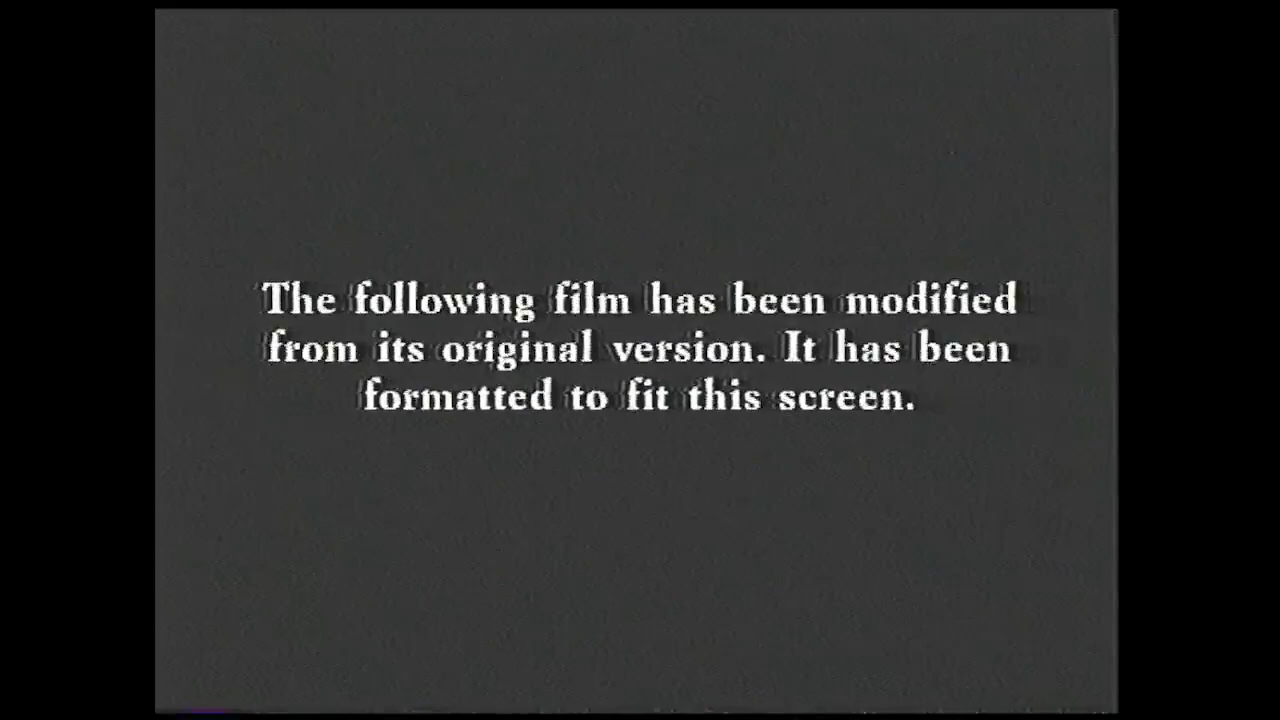 The following film has been modified
from its original version. It has been
formatted to fit this screen.